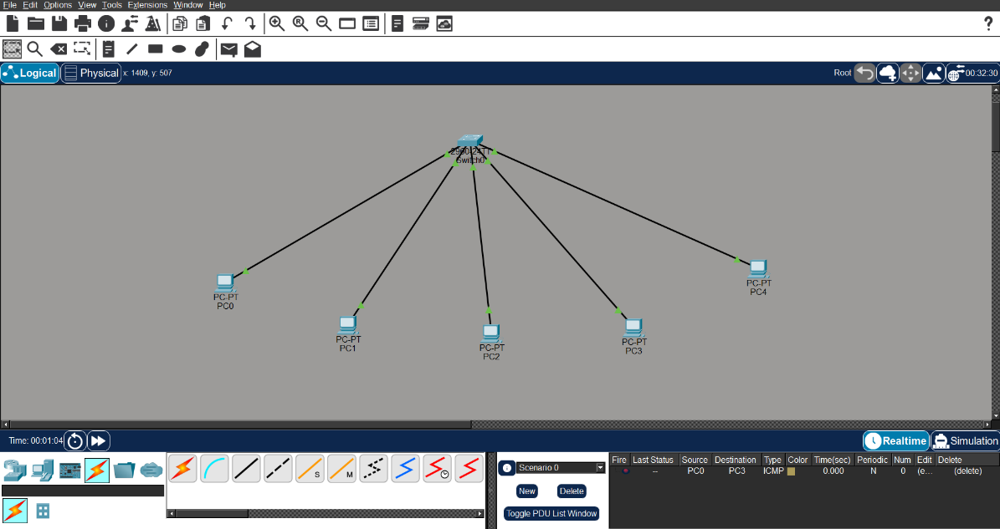 File Edit Options View Tools Extensions Window Help
?
Logical Physical x: 1409, y: 507 Root 00:32:30
2960-24TT
Switch0
PC-PT
PC0
PC-PT
PC1
PC-PT
PC2
PC-PT
PC3
PC-PT
PC4
Time: 00:01:04 Realtime Simulation
S M
Scenario 0
New Delete
Toggle PDU List Window
Fire Last Status Source Destination Type Color Time(sec) Periodic Num Edit Delete
-- PC0 PC3 ICMP 0.000 N 0 (e... (delete)